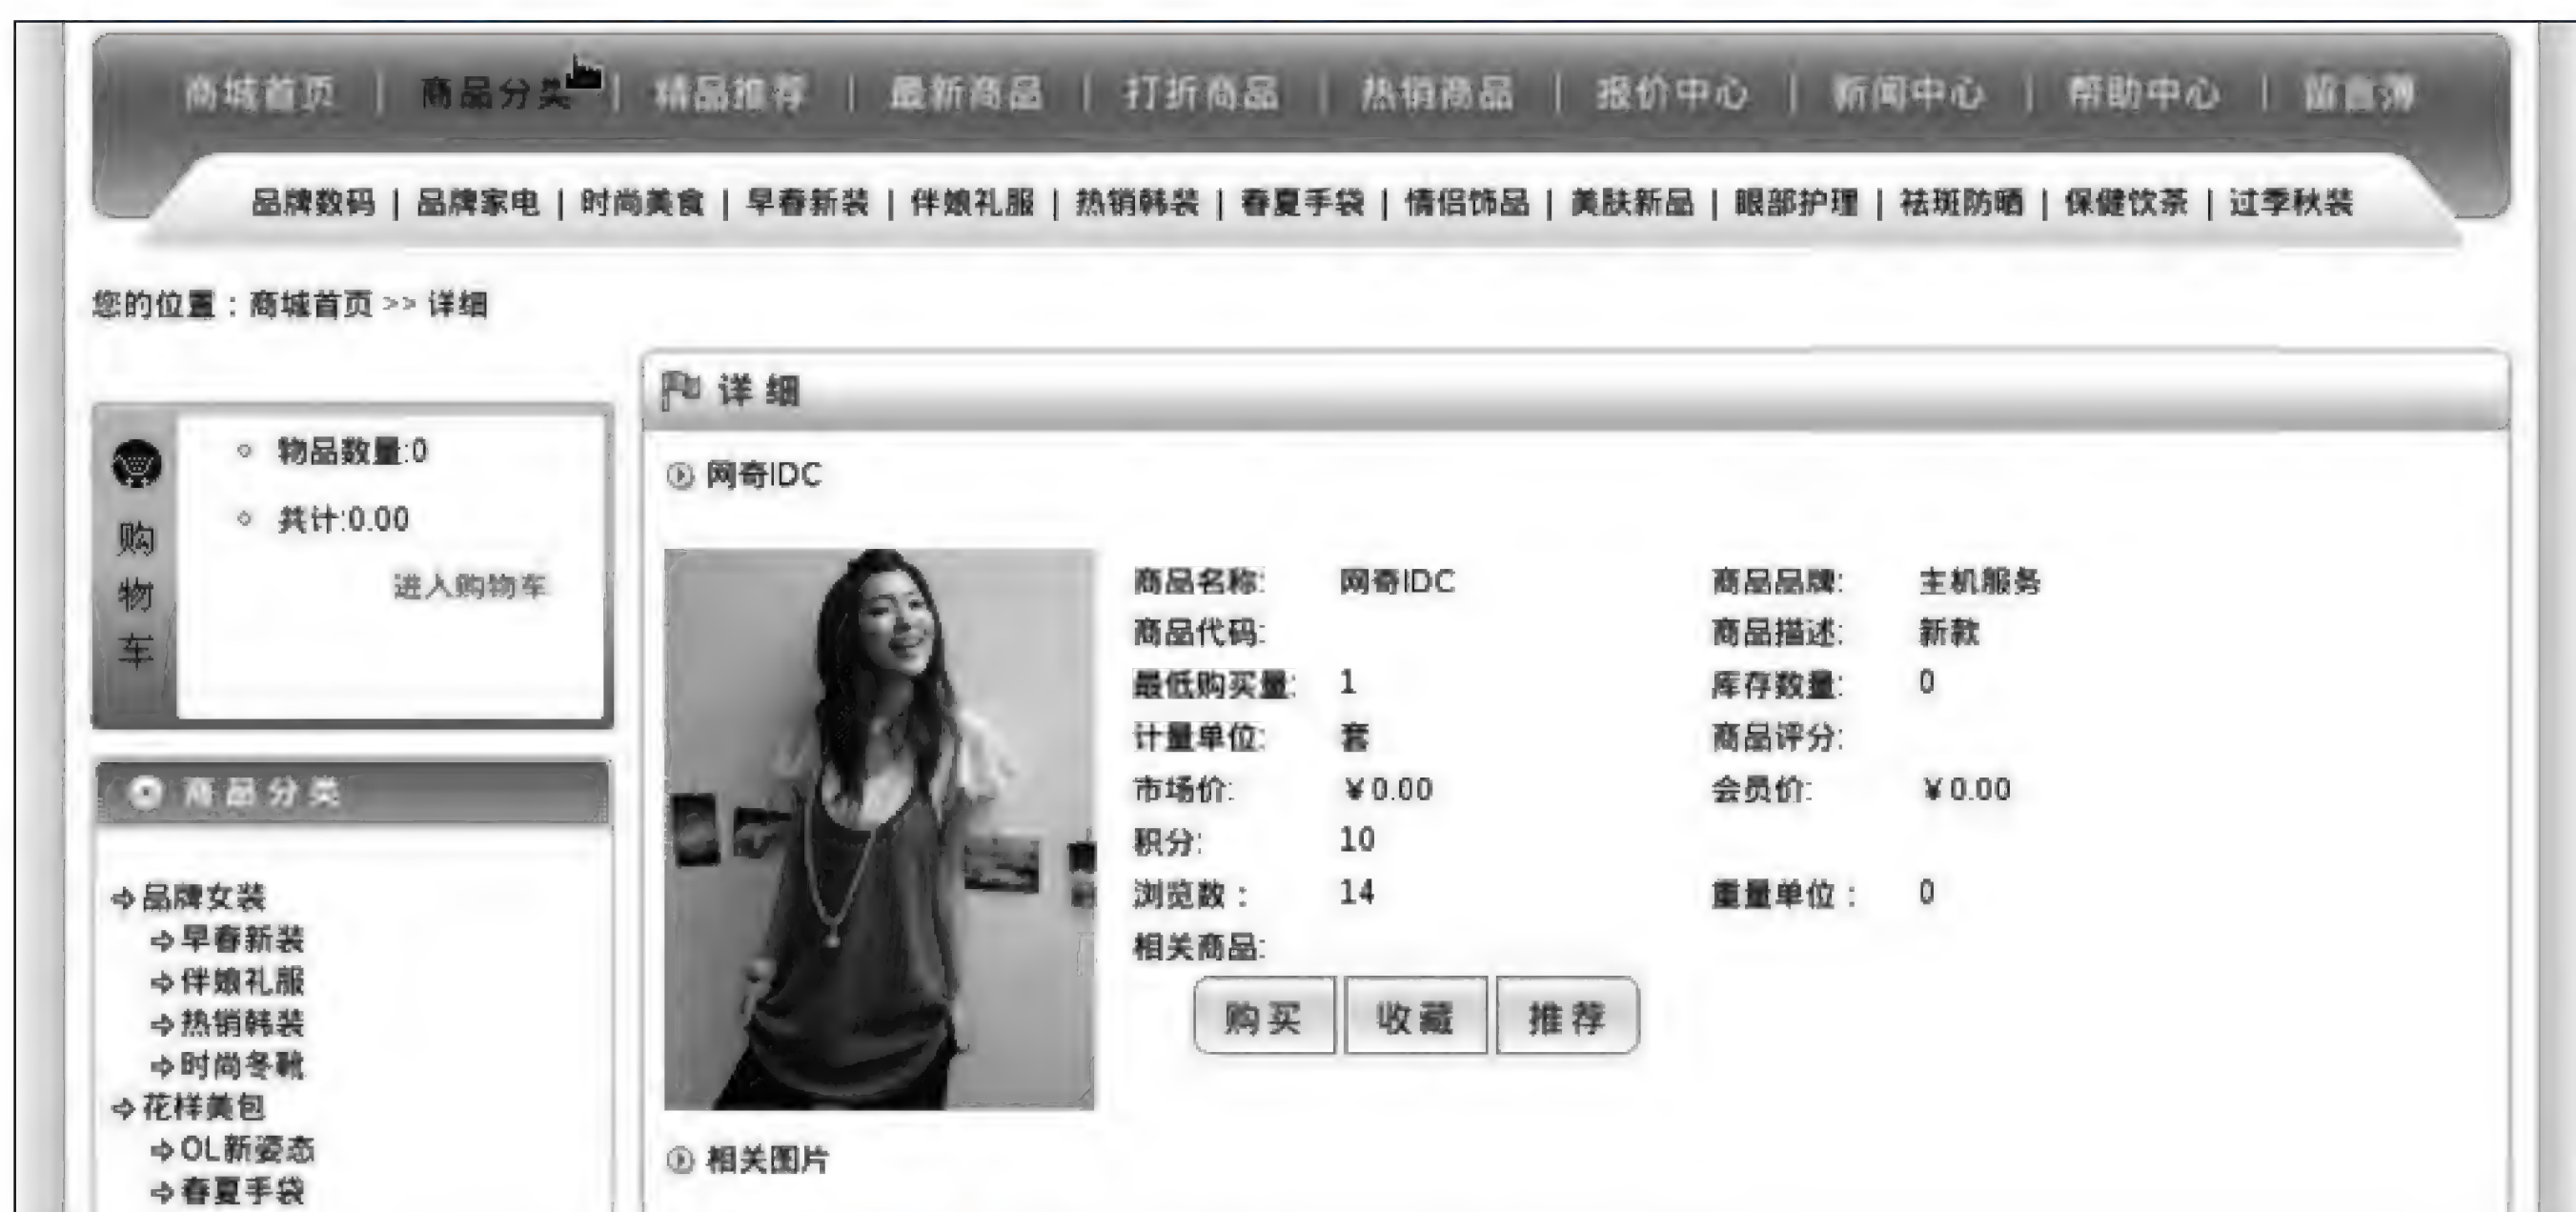 商城首页 | 商品分类 | 精品推荐 | 最新商品 | 打折商品 | 热销商品 | 报价中心 | 新闻中心 | 帮助中心 | 留言薄
品牌数码 | 品牌家电 | 时尚美食 | 早春新装 | 伴娘礼服 | 热销韩装 | 春夏手袋 | 情侣饰品 | 美肤新品 | 眼部护理 | 祛斑防晒 | 保健饮茶 | 过季秋装
您的位置：商城首页 >> 详细
购物车
物品数量:0
共计:0.00
进入购物车
商品分类
品牌女装
早春新装
伴娘礼服
热销韩装
时尚冬靴
花样美包
OL新姿态
春夏手袋
详细
网奇IDC
商品名称: 网奇IDC 商品品牌: 主机服务
商品代码: 商品描述: 新款
最低购买量: 1 库存数量: 0
计量单位: 套 商品评分:
市场价: ￥0.00 会员价: ￥0.00
积分: 10
浏览数： 14 重量单位： 0
相关商品:
购买 收藏 推荐
相关图片